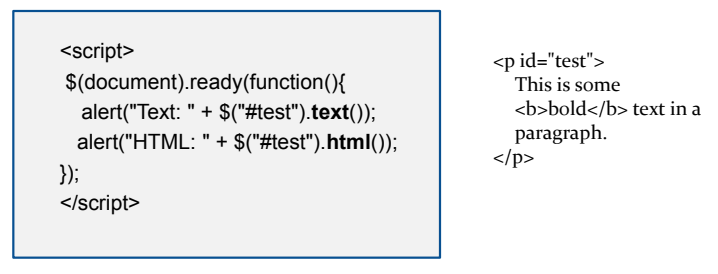 <script>
$(document).ready(function(){
alert("Text: " + $("#test").text());
alert("HTML: " + $("#test").html());
});
</script>
<p id="test">
This is some
<b>bold</b> text in a
paragraph.
</p>